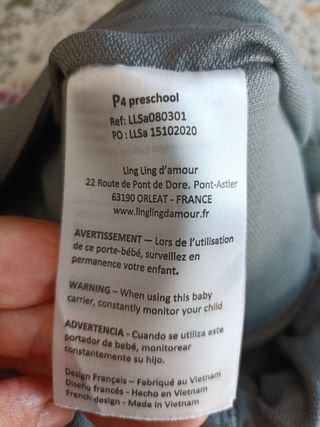 P4 preschool
Ref: LLSa080301
PO : LLSa 15102020
Ling Ling d'amour
22 Route de Pont de Dore. Pont-Astier
63190 ORLEAT - FRANCE
www.linglingdamour.fr
AVERTISSEMENT — Lors de l'utilisation
de ce porte-bébé, surveillez en
permanence votre enfant.
WARNING – When using this baby
carrier, constantly monitor your child
ADVERTENCIA - Cuando se utiliza este
portador de bebé, monitorear
constantemente su hijo.
Design Français – Fabriqué au Vietnam
Diseño francés - Hecho en Vietnam
French design - Made in Vietnam